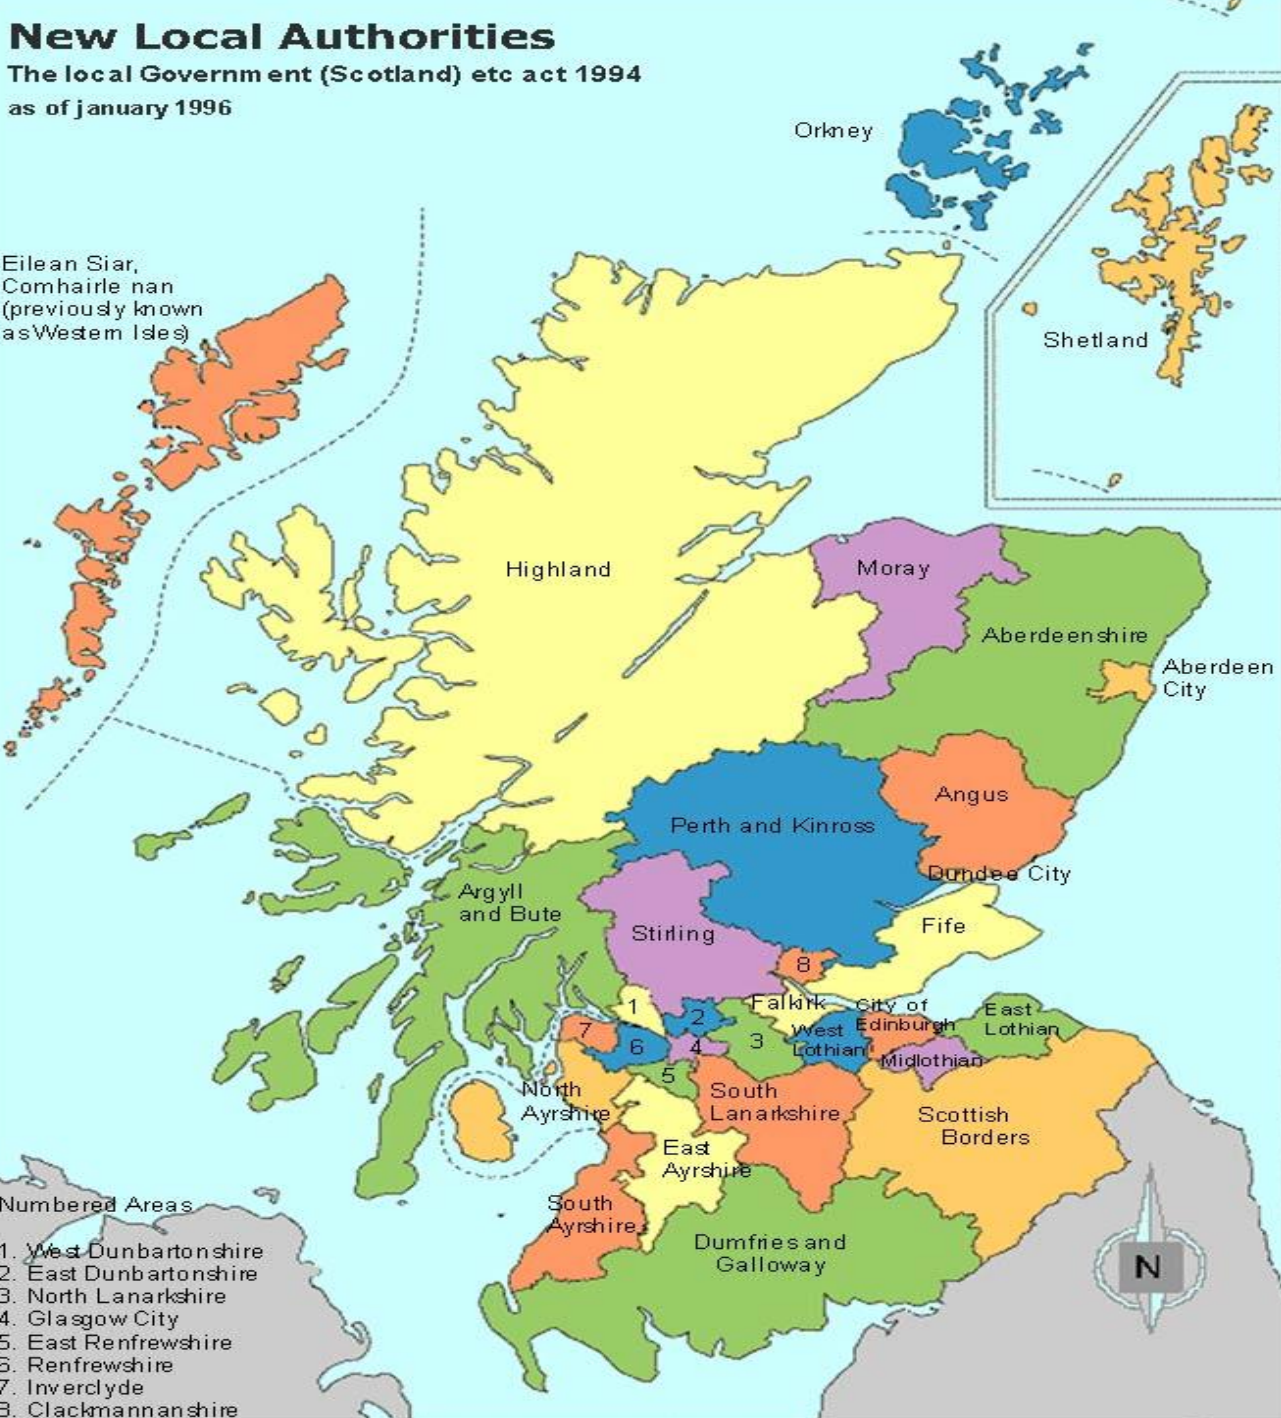 New Local Authorities
The local Government (Scotland) etc act 1994
as of january 1996
Orkney
Eilean Siar,
Comhairle nan
(previously known
as Western Isles)
Shetland
Highland
Moray
Aberdeenshire
Aberdeen
City
Angus
Perth and Kinross
Dundee City
Argyll
and Bute
Stirling
Fife
8
1
Falkirk
City of
Edinburgh
East
Lothian
2
7
6
4
3
West
Lothian
Midlothian
5
North
Ayrshire
South
Lanarkshire
Scottish
Borders
East
Ayrshire
South
Ayrshire
Dumfries and
Galloway
N
Numbered Areas
1. West Dunbartonshire
2. East Dunbartonshire
3. North Lanarkshire
4. Glasgow City
5. East Renfrewshire
6. Renfrewshire
7. Inverclyde
8. Clackmannanshire